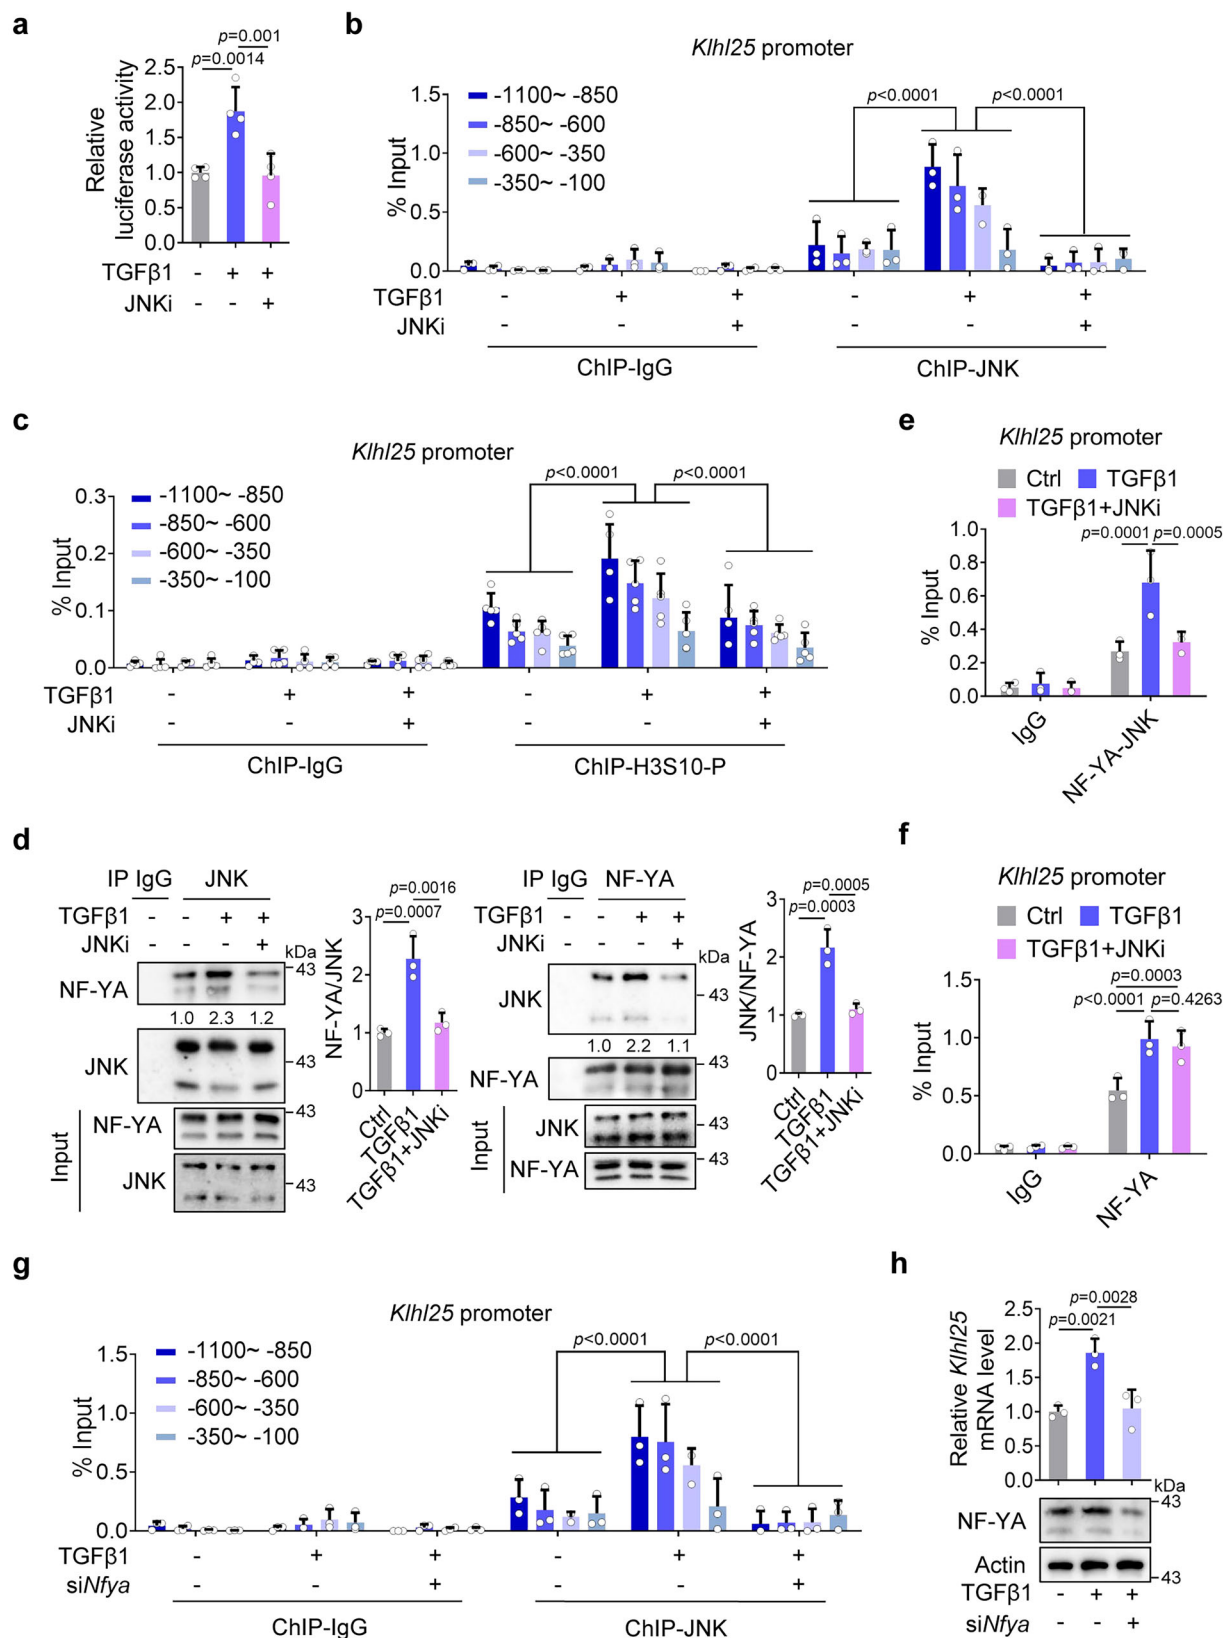 a
p=0.001
p=0.0014
Relative
luciferase activity
2.5
2.0
1.5
1.0
0.5
0.0
TGFβ1 - + +
JNKi - - +
b
Klhl25 promoter
% Input
1.5
1.0
0.5
0.0
-1100~ -850
-850~ -600
-600~ -350
-350~ -100
p<0.0001 p<0.0001
TGFβ1 - + + - + +
JNKi - - + - - +
ChIP-IgG ChIP-JNK
c
Klhl25 promoter
% Input
0.3
0.2
0.1
0.0
-1100~ -850
-850~ -600
-600~ -350
-350~ -100
p<0.0001 p<0.0001
TGFβ1 - + + - + +
JNKi - - + - - +
ChIP-IgG ChIP-H3S10-P
e
Klhl25 promoter
Ctrl TGFβ1
TGFβ1+JNKi
p=0.0001 p=0.0005
% Input
1.0
0.8
0.6
0.4
0.2
0.0
IgG NF-YA-JNK
d
IP IgG JNK
TGFβ1 - - + +
JNKi - - - +
kDa
NF-YA 43
1.0 2.3 1.2
JNK 43
Input
NF-YA 43
JNK 43
p=0.0016
p=0.0007
NF-YA/JNK
3
2
1
0
Ctrl
TGFβ1
TGFβ1+JNKi
IP IgG NF-YA
TGFβ1 - - + +
JNKi - - - +
kDa
JNK 43
1.0 2.2 1.1
NF-YA 43
Input
JNK 43
NF-YA 43
p=0.0005
p=0.0003
JNK/NF-YA
3
2
1
0
Ctrl
TGFβ1
TGFβ1+JNKi
f
Klhl25 promoter
Ctrl TGFβ1
TGFβ1+JNKi
p=0.0003
p<0.0001 p=0.4263
% Input
1.5
1.0
0.5
0.0
IgG NF-YA
g
Klhl25 promoter
% Input
1.5
1.0
0.5
0.0
-1100~ -850
-850~ -600
-600~ -350
-350~ -100
p<0.0001 p<0.0001
TGFβ1 - + + - + +
siNfya - - + - - +
ChIP-IgG ChIP-JNK
h
p=0.0028
p=0.0021
Relative Klhl25
mRNA level
2.5
2.0
1.5
1.0
0.5
0.0
kDa
NF-YA 43
Actin 43
TGFβ1 - + +
siNfya - - +